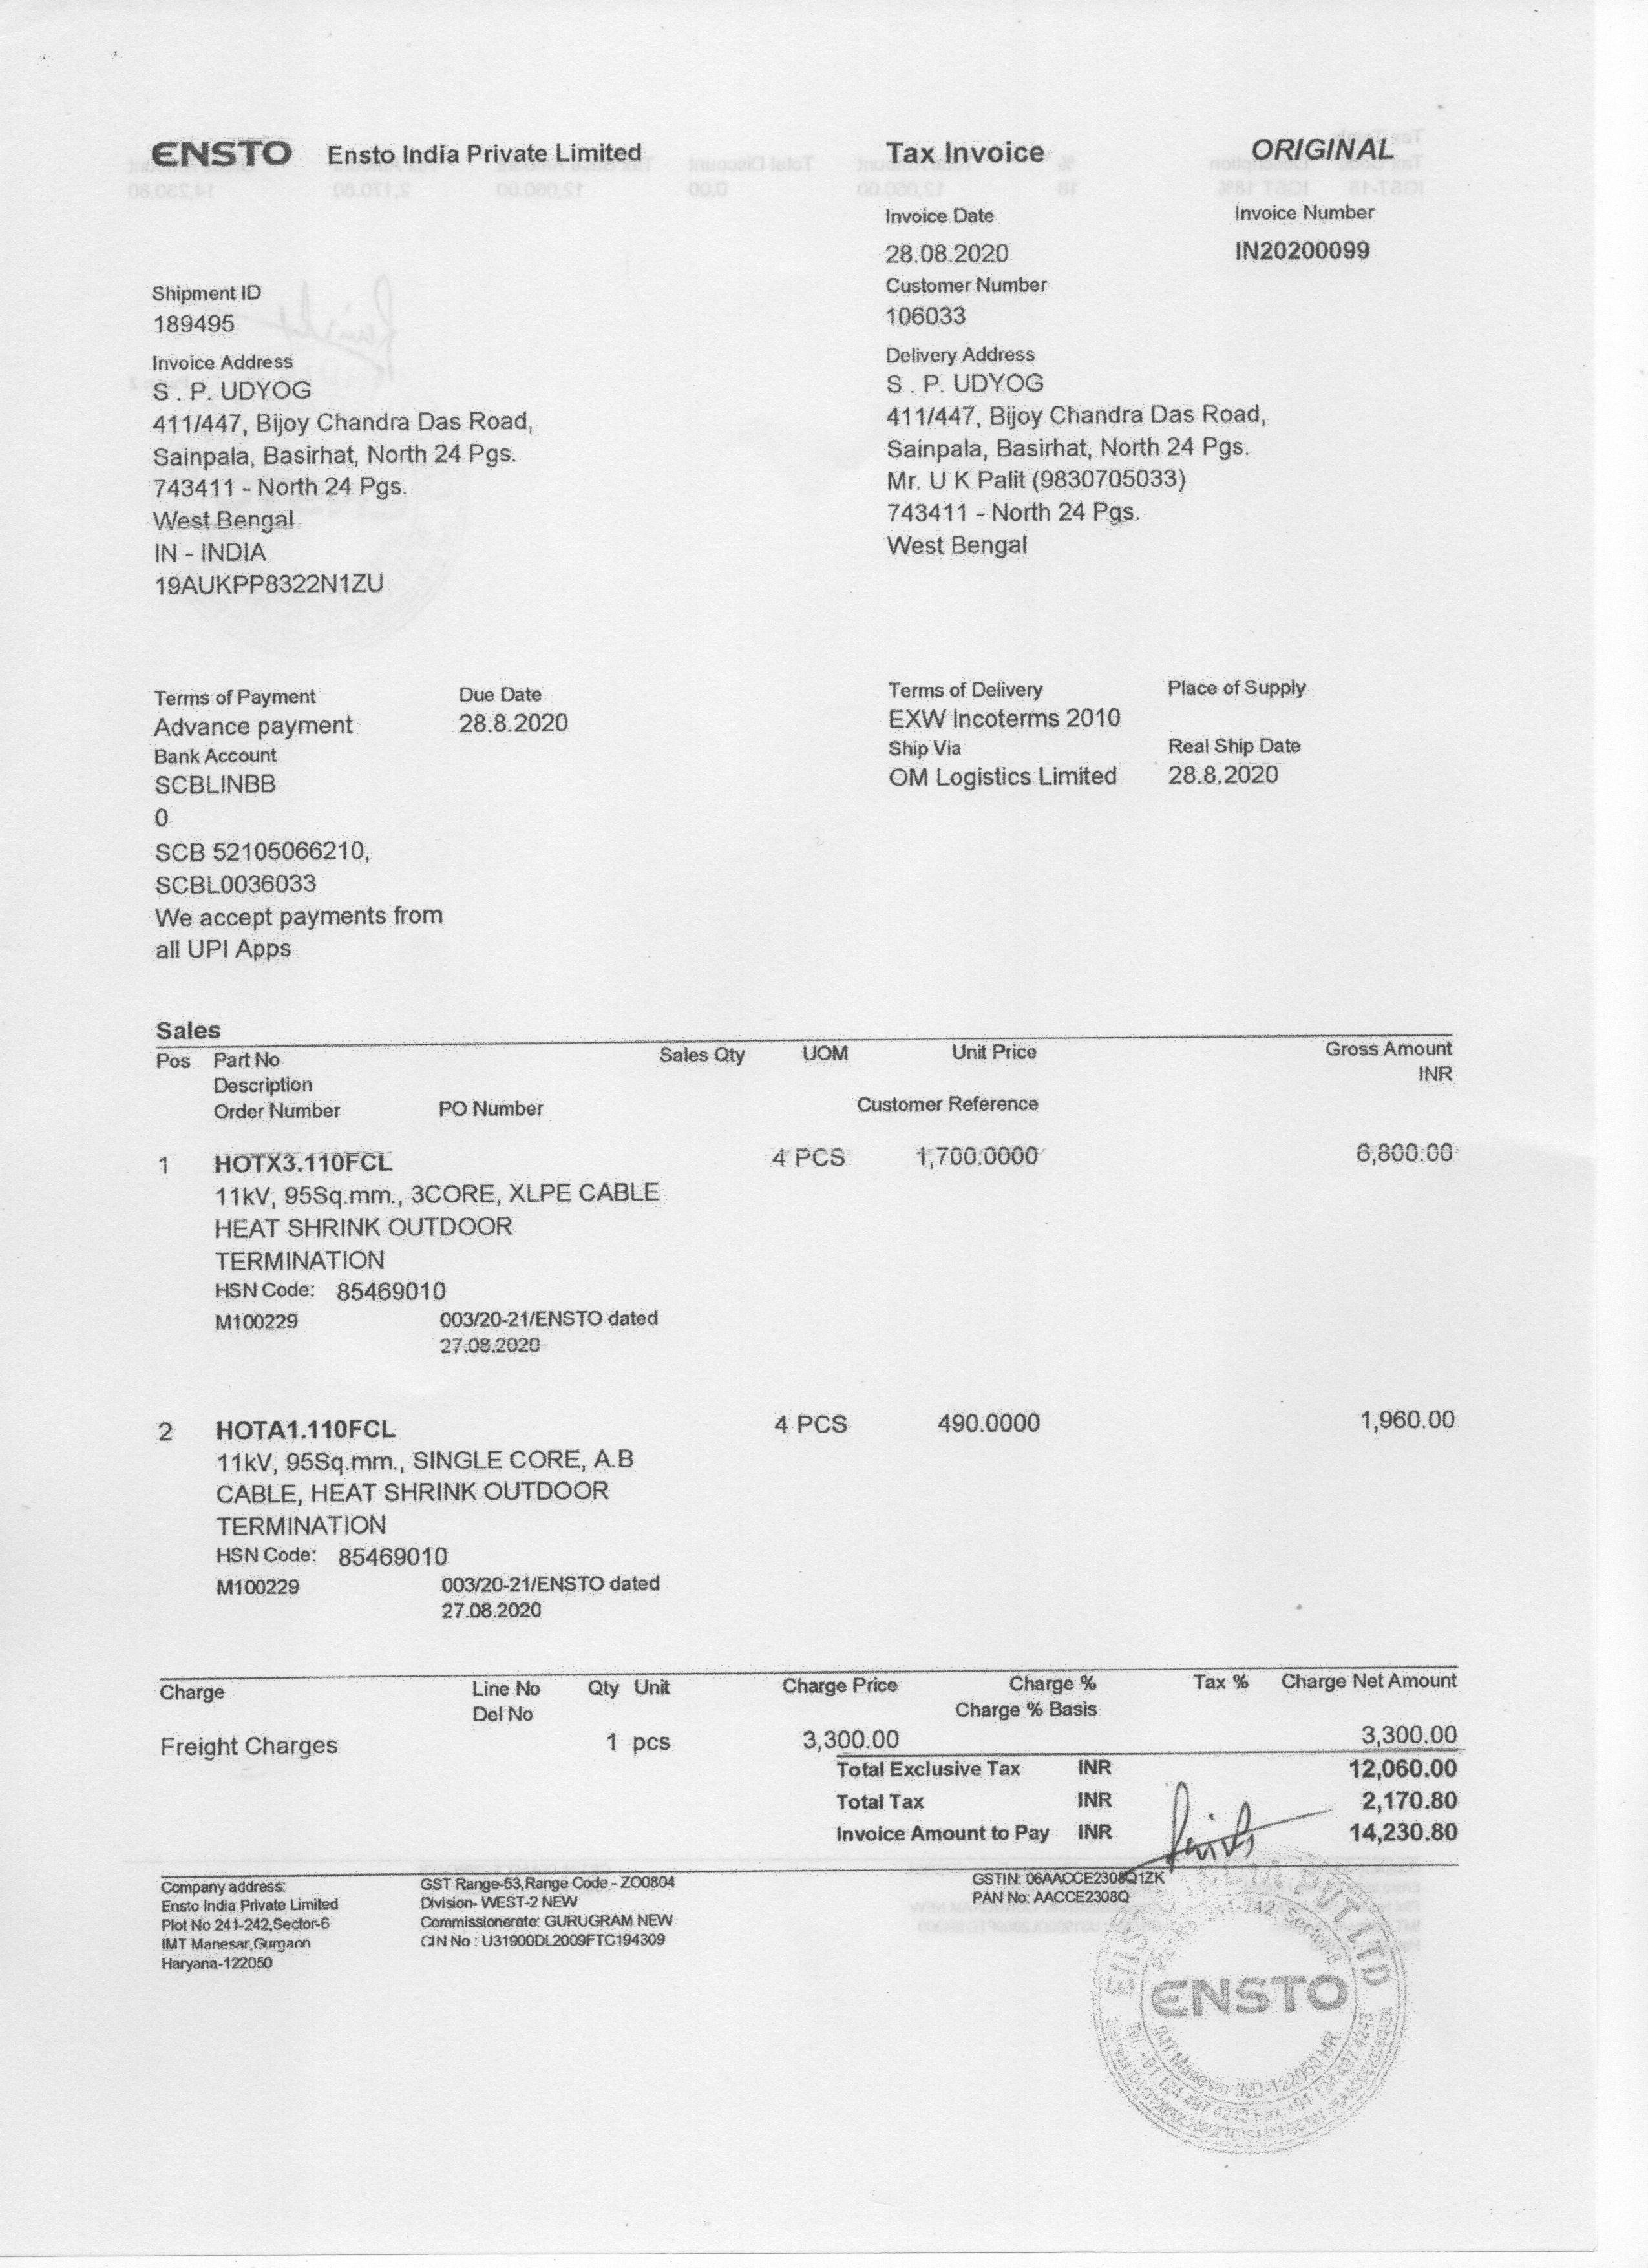 ENSTO Ensto India Private Limited
Tax Invoice
ORIGINAL
Invoice Date Invoice Number
28.08.2020 IN20200099
Customer Number
106033
Shipment ID
189495
Invoice Address
S . P. UDYOG
411/447, Bijoy Chandra Das Road,
Sainpala, Basirhat, North 24 Pgs.
743411 - North 24 Pgs.
West Bengal
IN - INDIA
19AUKPP8322N1ZU
Delivery Address
S . P. UDYOG
411/447, Bijoy Chandra Das Road,
Sainpala, Basirhat, North 24 Pgs.
Mr. U K Palit (9830705033)
743411 - North 24 Pgs.
West Bengal
Terms of Payment Due Date
Advance payment 28.8.2020
Bank Account
SCBLINBB
0
SCB 52105066210,
SCBL0036033
We accept payments from
all UPI Apps
Terms of Delivery Place of Supply
EXW Incoterms 2010
Ship Via Real Ship Date
OM Logistics Limited 28.8.2020
Sales
Pos Part No Sales Qty UOM Unit Price Gross Amount
Description INR
Order Number PO Number Customer Reference
1 HOTX3.110FCL 4 PCS 1,700.0000 6,800.00
11kV, 95Sq.mm., 3CORE, XLPE CABLE
HEAT SHRINK OUTDOOR
TERMINATION
HSN Code: 85469010
M100229 003/20-21/ENSTO dated
27.08.2020
2 HOTA1.110FCL 4 PCS 490.0000 1,960.00
11kV, 95Sq.mm., SINGLE CORE, A.B
CABLE, HEAT SHRINK OUTDOOR
TERMINATION
HSN Code: 85469010
M100229 003/20-21/ENSTO dated
27.08.2020
Charge Line No Qty Unit Charge Price Charge % Tax % Charge Net Amount
Del No Charge % Basis
Freight Charges 1 pcs 3,300.00 3,300.00
Total Exclusive Tax INR 12,060.00
Total Tax INR 2,170.80
Invoice Amount to Pay INR 14,230.80
Company address:
Ensto India Private Limited
Plot No 241-242,Sector-6
IMT Manesar,Gurgaon
Haryana-122050
GST Range-53,Range Code - ZO0804
Division- WEST-2 NEW
Commissionerate: GURUGRAM NEW
CIN No : U31900DL2009FTC194309
GSTIN: 06AACCE2308Q1ZK
PAN No: AACCE2308Q
PVT LTD
241-242, Sector-6
ENSTO
Manesar IND-122050 HR